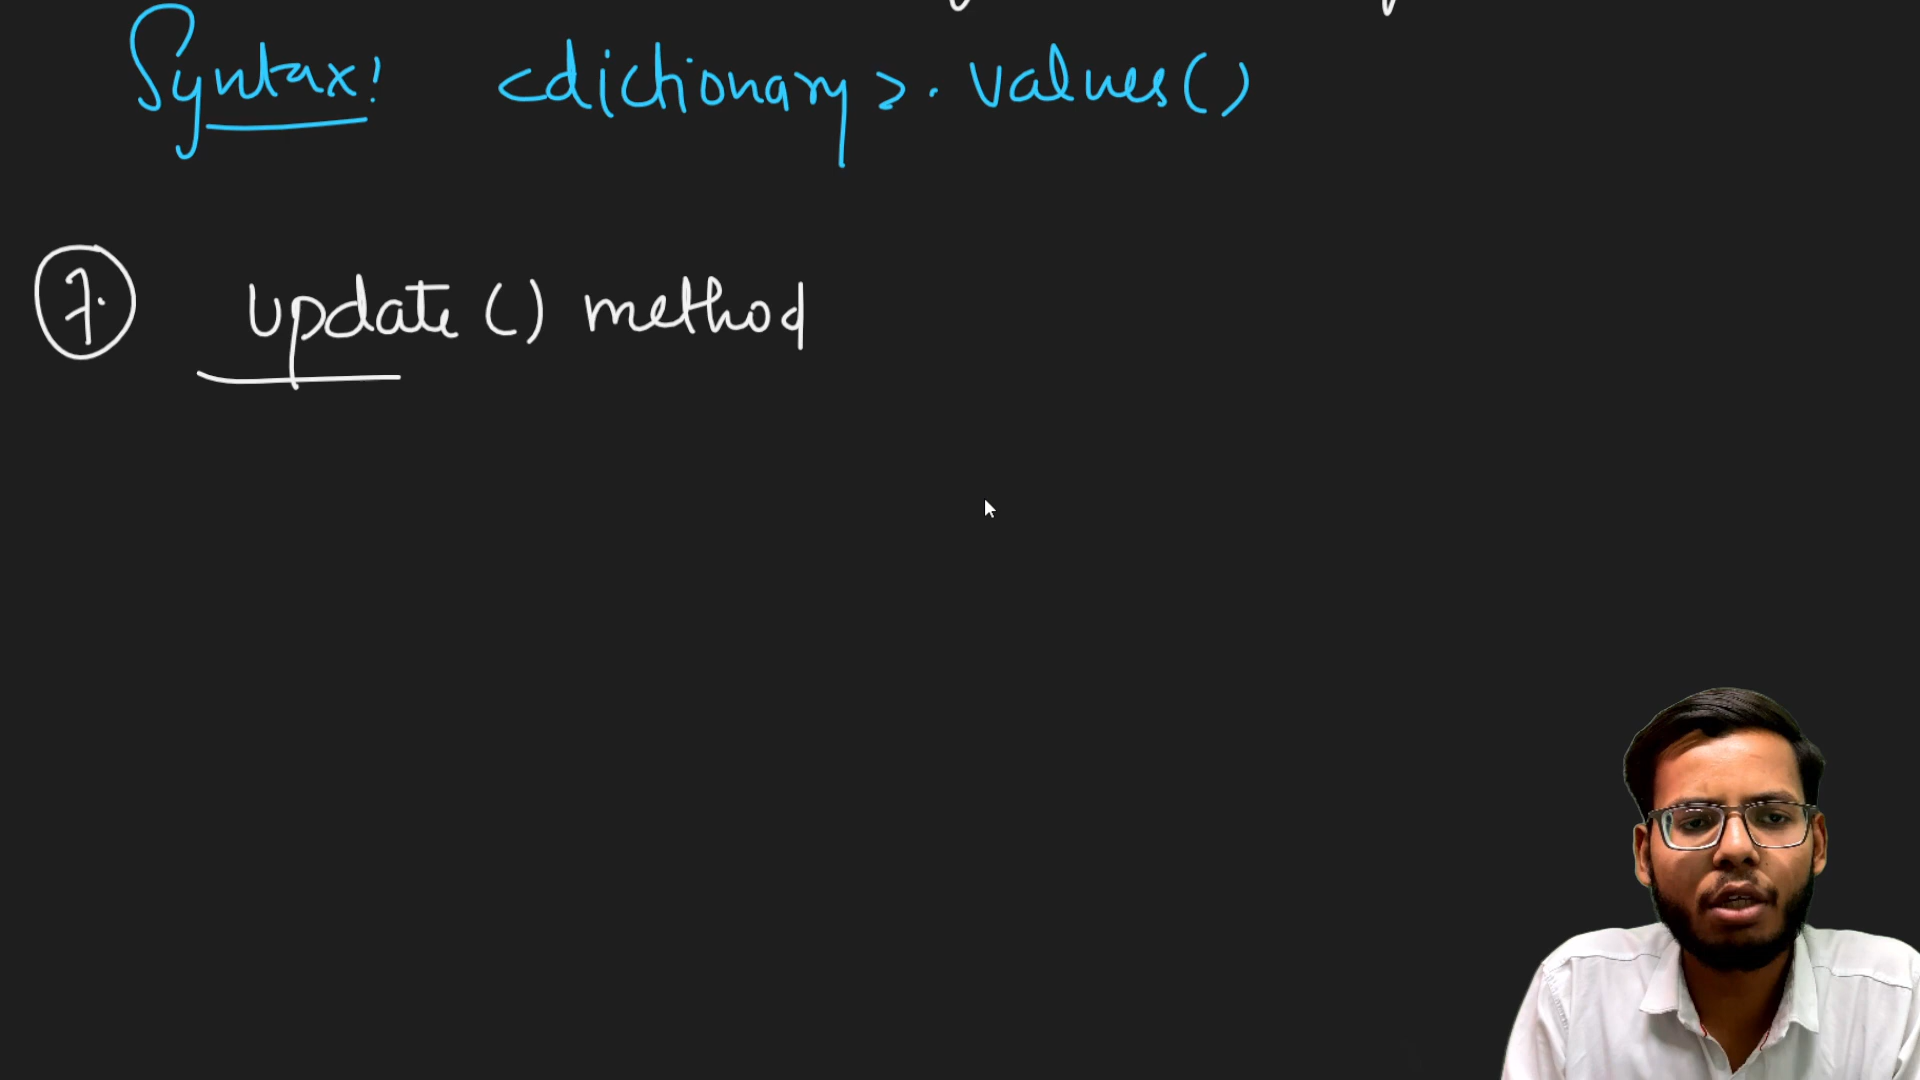 Syntax: <dictionary>.values()
7. update() method